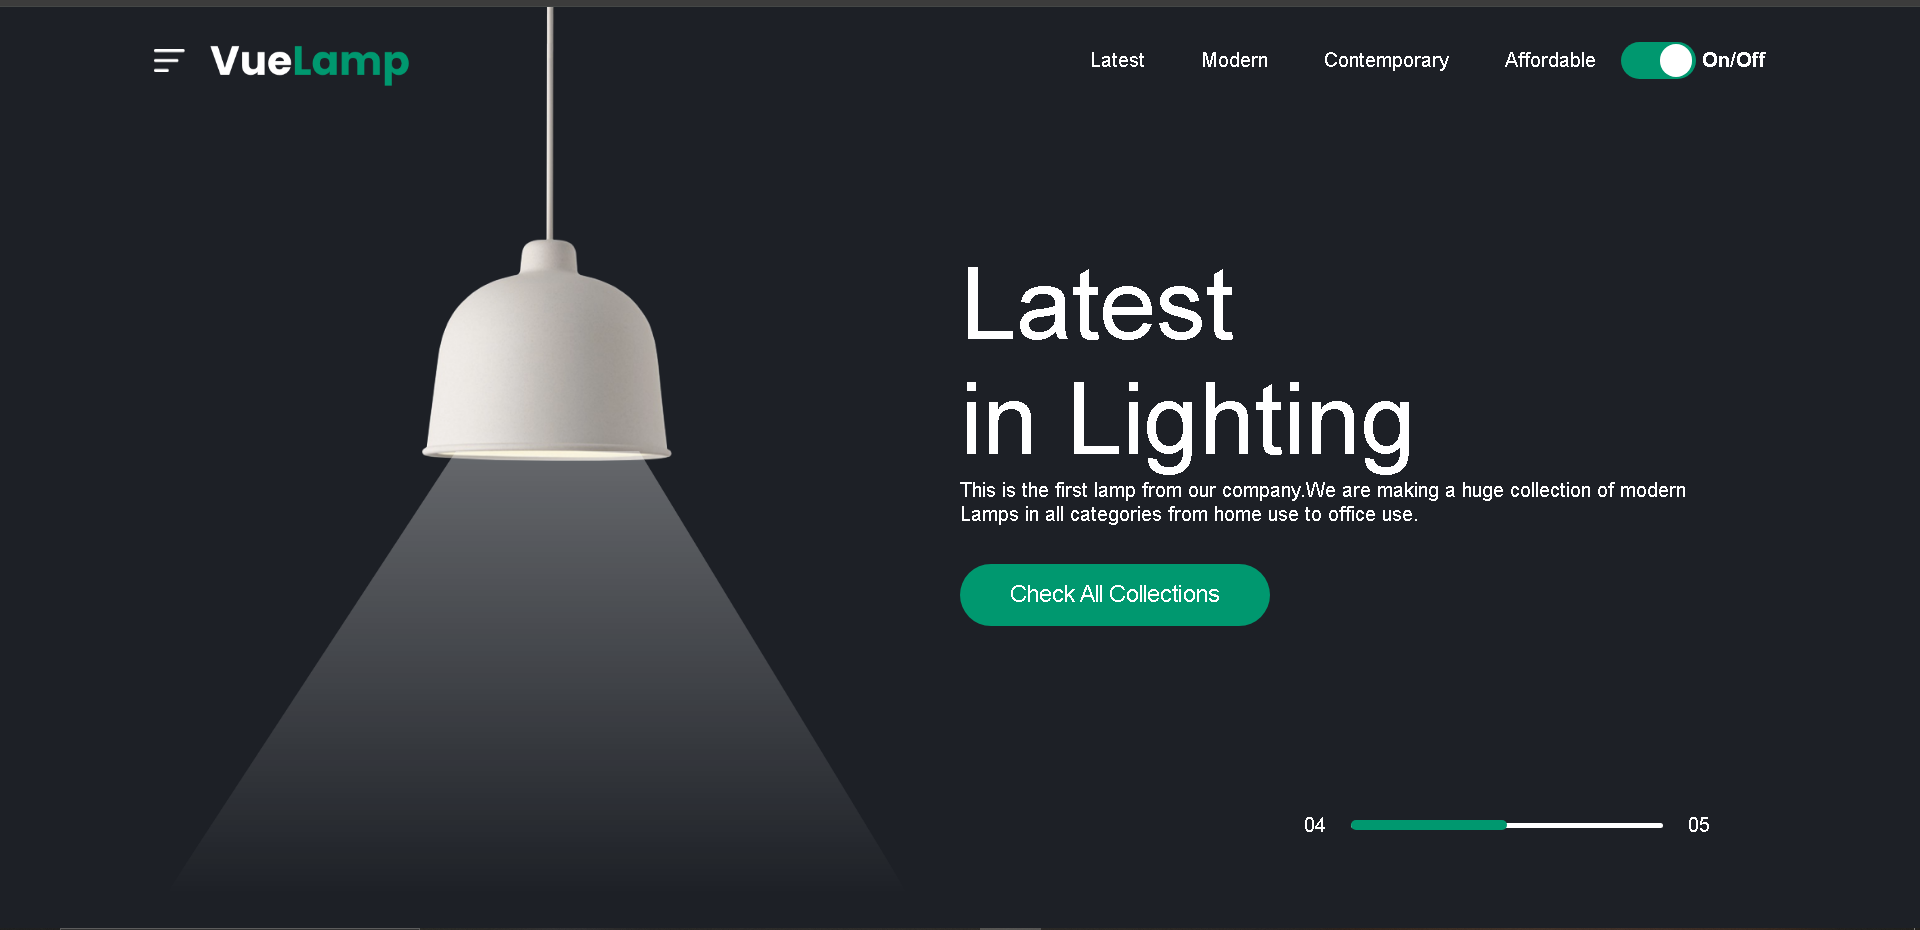 VueLamp
Latest
Modern
Contemporary
Affordable
On/Off
Latest
in Lighting
This is the first lamp from our company.We are making a huge collection of modern
Lamps in all categories from home use to office use.
Check All Collections
04
05